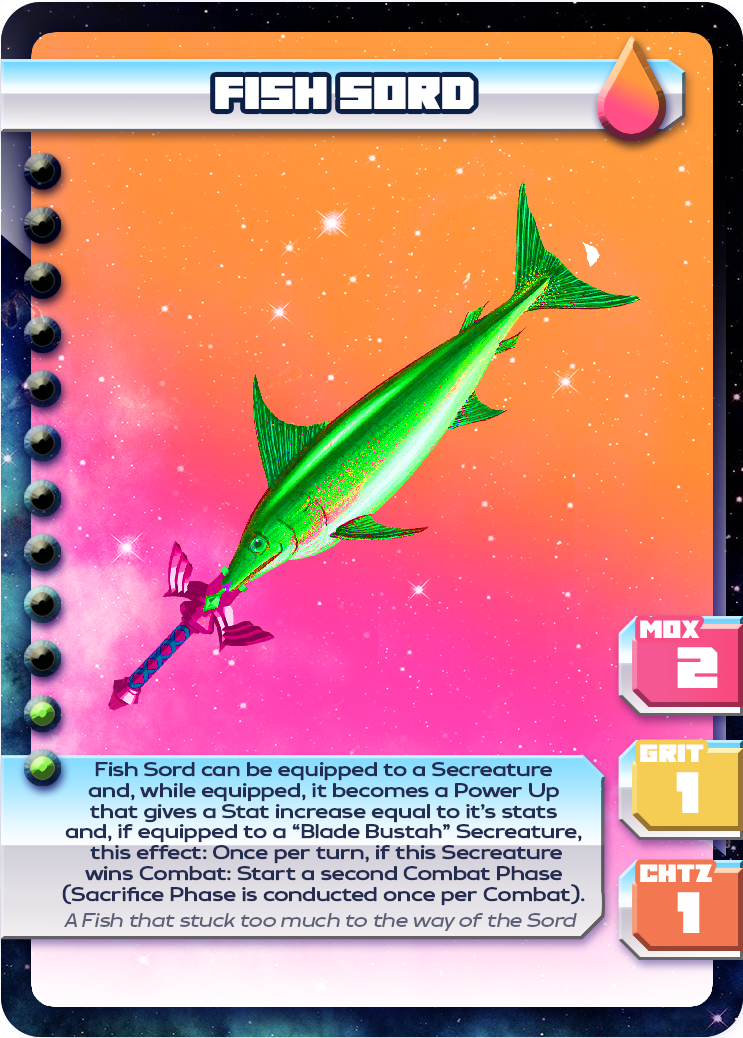 FISH SORD
MOX
2
GRIT
1
CHTZ
1
Fish Sord can be equipped to a Secreature
and, while equipped, it becomes a Power Up
that gives a Stat increase equal to it's stats
and, if equipped to a “Blade Bustah” Secreature,
this effect: Once per turn, if this Secreature
wins Combat: Start a second Combat Phase
(Sacrifice Phase is conducted once per Combat).
A Fish that stuck too much to the way of the Sord